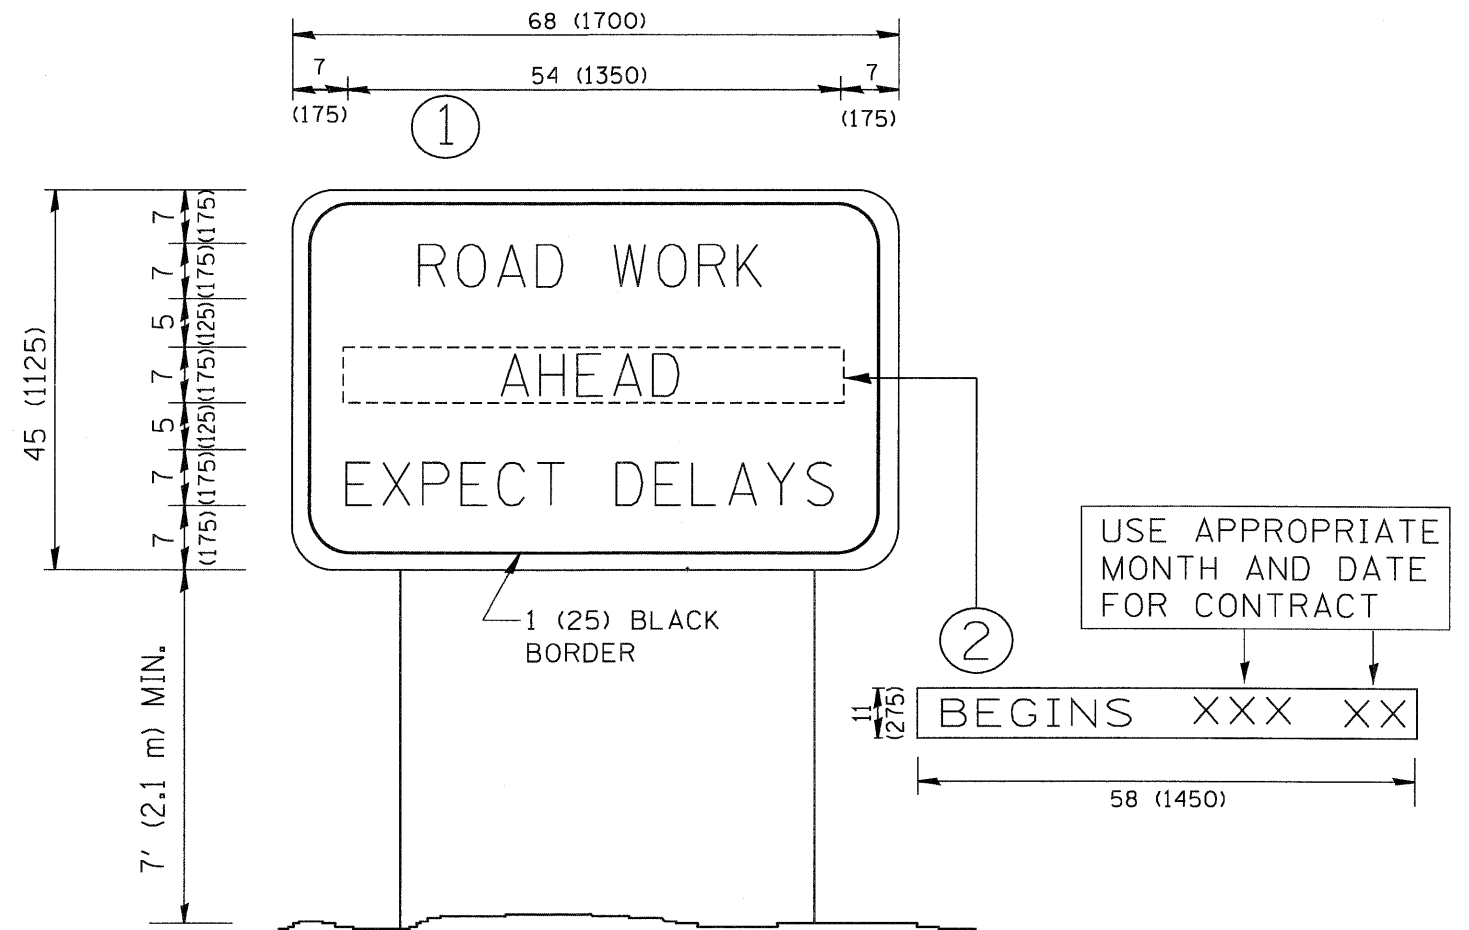 68 (1700)
7
54 (1350)
7
(175)
(175)
1
7
(175)
7
(175)
5
(125)
7
(175)
5
(125)
7
(175)
7
(175)
45 (1125)
ROAD WORK
AHEAD
EXPECT DELAYS
1 (25) BLACK
BORDER
7' (2.1 m) MIN.
USE APPROPRIATE
MONTH AND DATE
FOR CONTRACT
2
11
(275)
BEGINS XXX XX
58 (1450)